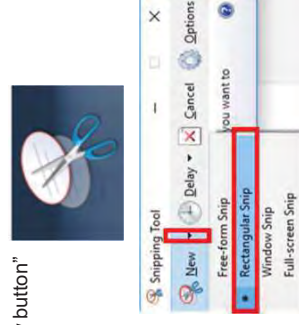 button"
Snipping Tool
New Delay Cancel Options
Free-form Snip you want to
Rectangular Snip
Window Snip
Full-screen Snip